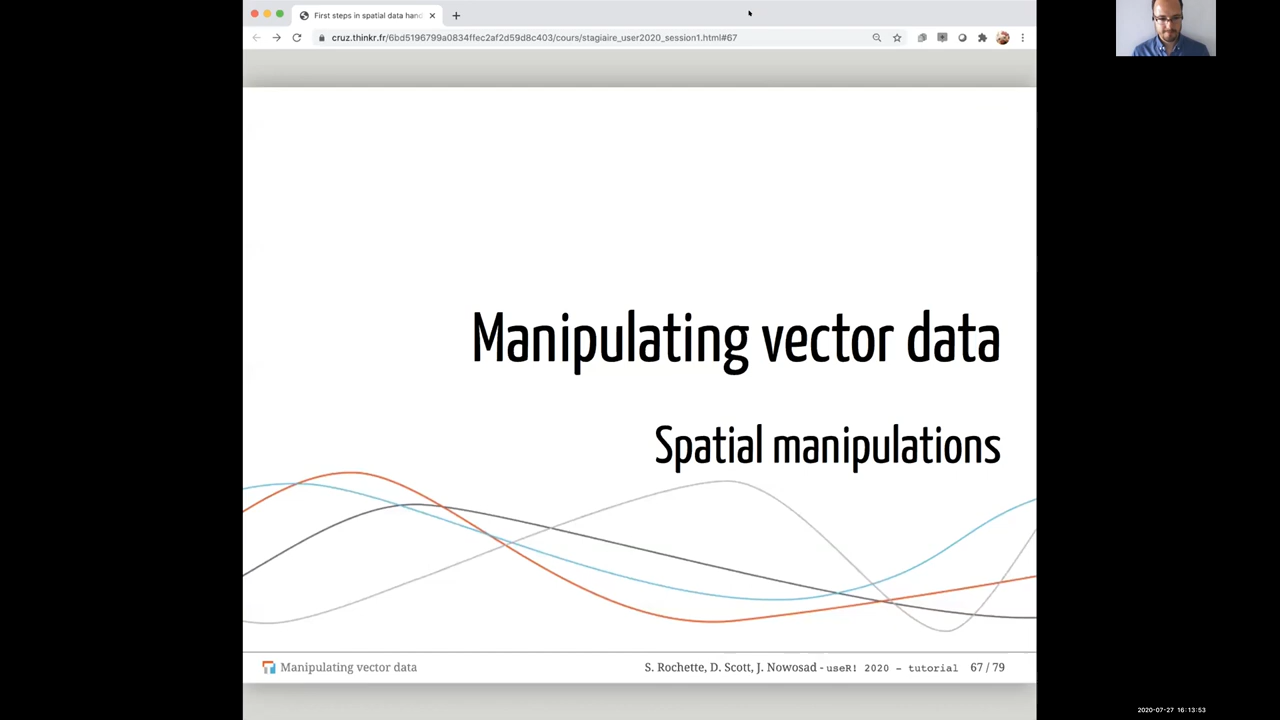 First steps in spatial data han
cruz.thinkr.fr/6bd5196799a0834ffec2af2d59d8c403/cours/stagiaire_user2020_session1.html#67
Manipulating vector data
Spatial manipulations
Manipulating vector data
S. Rochette, D. Scott, J. Nowosad - useR! 2020 - tutorial 67 / 79
2020-07-27 16:13:53